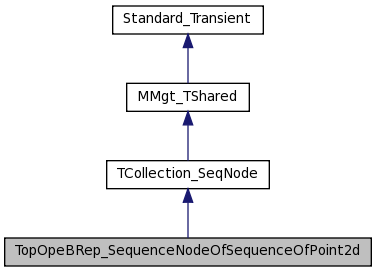 Standard_Transient
MMgt_TShared
TCollection_SeqNode
TopOpeBRep_SequenceNodeOfSequenceOfPoint2d